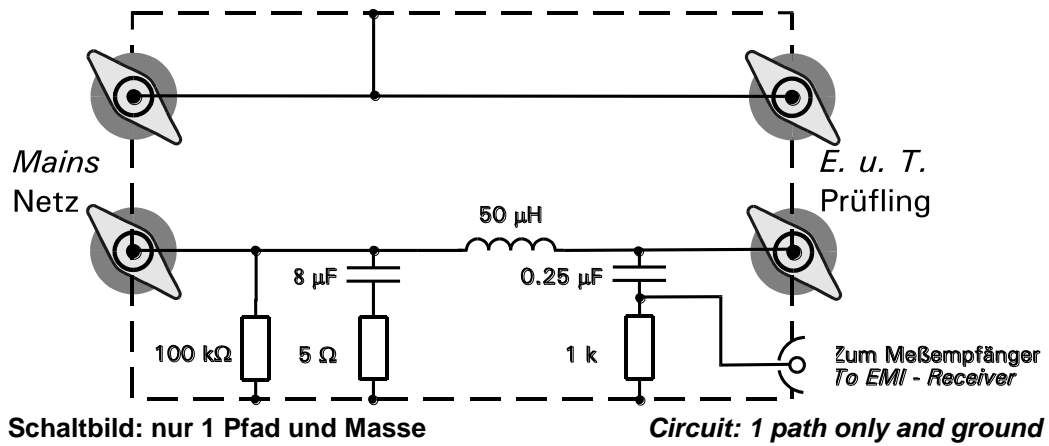 Mains
Netz
E. u. T.
Prüfling
50 µH
8 µF
0.25 µF
100 kΩ
5 Ω
1 k
Zum Meßempfänger
To EMI - Receiver
Schaltbild: nur 1 Pfad und Masse
Circuit: 1 path only and ground